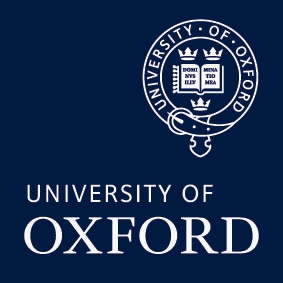 UNIVERSITY · OF · OXFORD
DOMI MINA
NVS TIO
ILLV MEA
UNIVERSITY OF
OXFORD